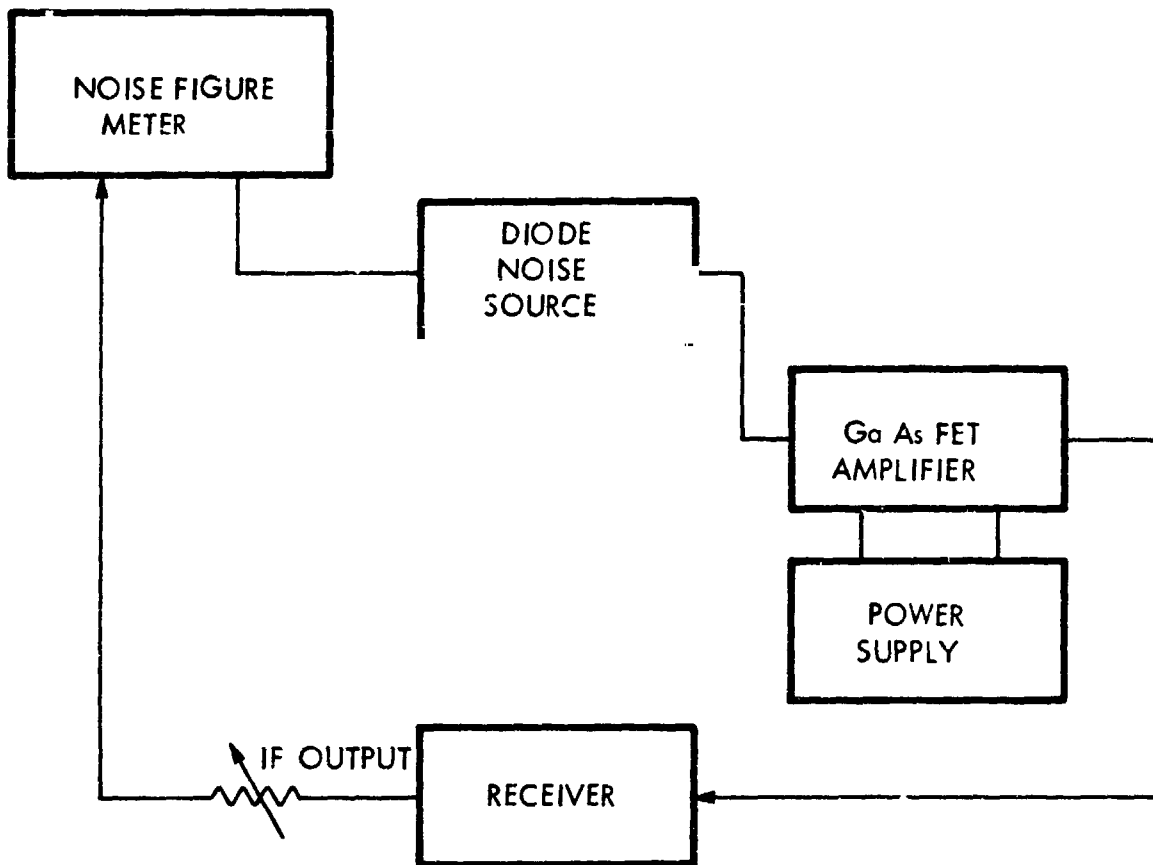 NOISE FIGURE
METER
DIODE
NOISE
SOURCE
Ga As FET
AMPLIFIER
POWER
SUPPLY
IF OUTPUT
RECEIVER